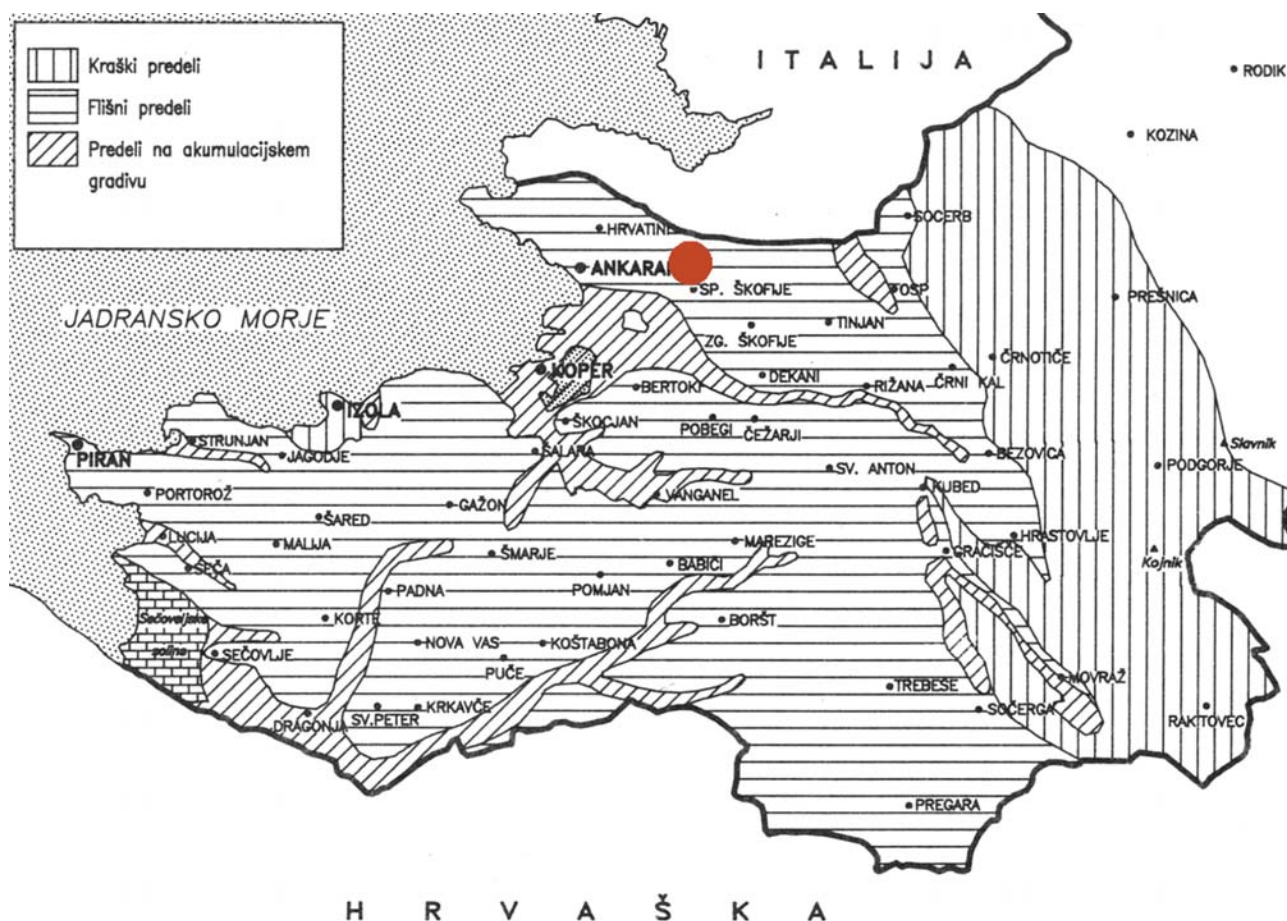 Kraški predeli
Flišni predeli
Predeli na akumulacijskem
gradivu
ITALIJA
RODIK
KOZINA
SOCERB
HRVATINI
ANKARAN
SP. ŠKOFIJE
OSP
PREŠNICA
JADRANSKO MORJE
TINJAN
ZG. ŠKOFIJE
ČRNOTIČE
KOPER
DEKANI
ČRNI KAL
BERTOKI
RIŽANA
IZOLA
ŠKOCJAN
POBEGI
ČEŽARJI
STRUNJAN
Slavnik
PIRAN
JAGODJE
ŠALARA
BEZOVICA
SV. ANTON
PODGORJE
PORTOROŽ
VANGANEL
KUBED
GAŽON
ŠARED
LUCIJA
MALIJA
ŠMARJE
MAREZIGE
HRASTOVLJE
GRAČIŠČE
Kojnik
SEČA
BABIČI
PADNA
POMJAN
Sečoveljske
soline
KORTE
BORŠT
NOVA VAS
KOŠTABONA
SEČOVLJE
PUČE
MOVRAŽ
TREBEŠE
DRAGONJA
SV.PETER
KRKAVČE
SOČERGA
RAKITOVEC
PREGARA
HRVAŠKA